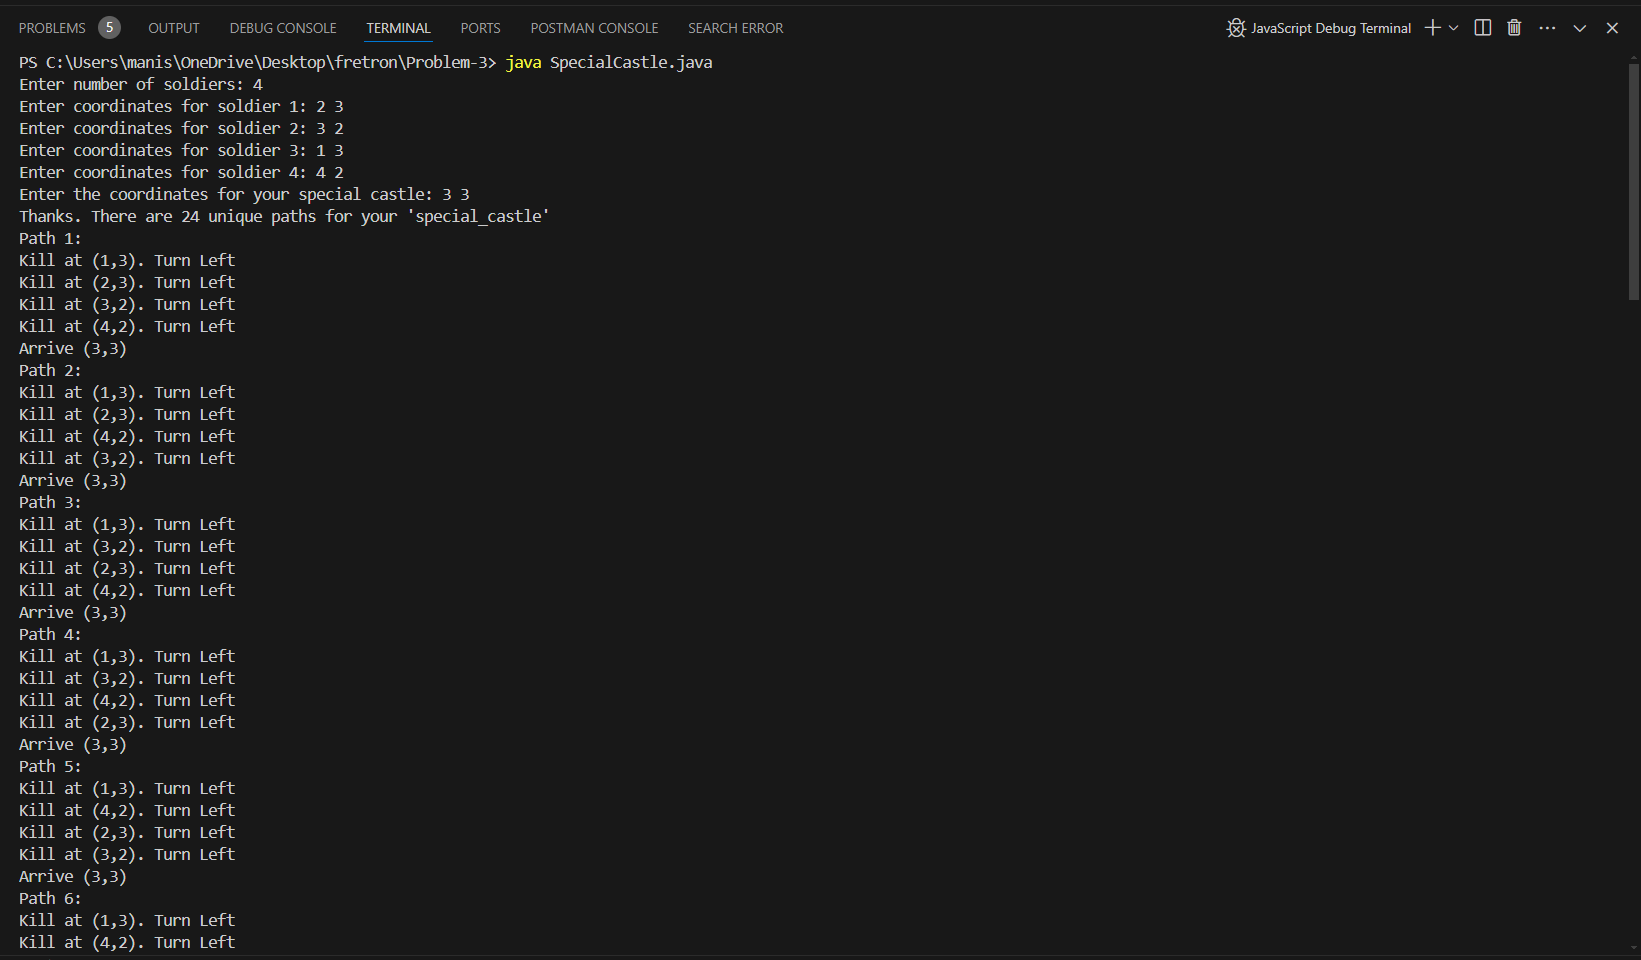 PROBLEMS 5 OUTPUT DEBUG CONSOLE TERMINAL PORTS POSTMAN CONSOLE SEARCH ERROR JavaScript Debug Terminal
PS C:\Users\manis\OneDrive\Desktop\fretron\Problem-3> java SpecialCastle.java
Enter number of soldiers: 4
Enter coordinates for soldier 1: 2 3
Enter coordinates for soldier 2: 3 2
Enter coordinates for soldier 3: 1 3
Enter coordinates for soldier 4: 4 2
Enter the coordinates for your special castle: 3 3
Thanks. There are 24 unique paths for your 'special_castle'
Path 1:
Kill at (1,3). Turn Left
Kill at (2,3). Turn Left
Kill at (3,2). Turn Left
Kill at (4,2). Turn Left
Arrive (3,3)
Path 2:
Kill at (1,3). Turn Left
Kill at (2,3). Turn Left
Kill at (4,2). Turn Left
Kill at (3,2). Turn Left
Arrive (3,3)
Path 3:
Kill at (1,3). Turn Left
Kill at (3,2). Turn Left
Kill at (2,3). Turn Left
Kill at (4,2). Turn Left
Arrive (3,3)
Path 4:
Kill at (1,3). Turn Left
Kill at (3,2). Turn Left
Kill at (4,2). Turn Left
Kill at (2,3). Turn Left
Arrive (3,3)
Path 5:
Kill at (1,3). Turn Left
Kill at (4,2). Turn Left
Kill at (2,3). Turn Left
Kill at (3,2). Turn Left
Arrive (3,3)
Path 6:
Kill at (1,3). Turn Left
Kill at (4,2). Turn Left